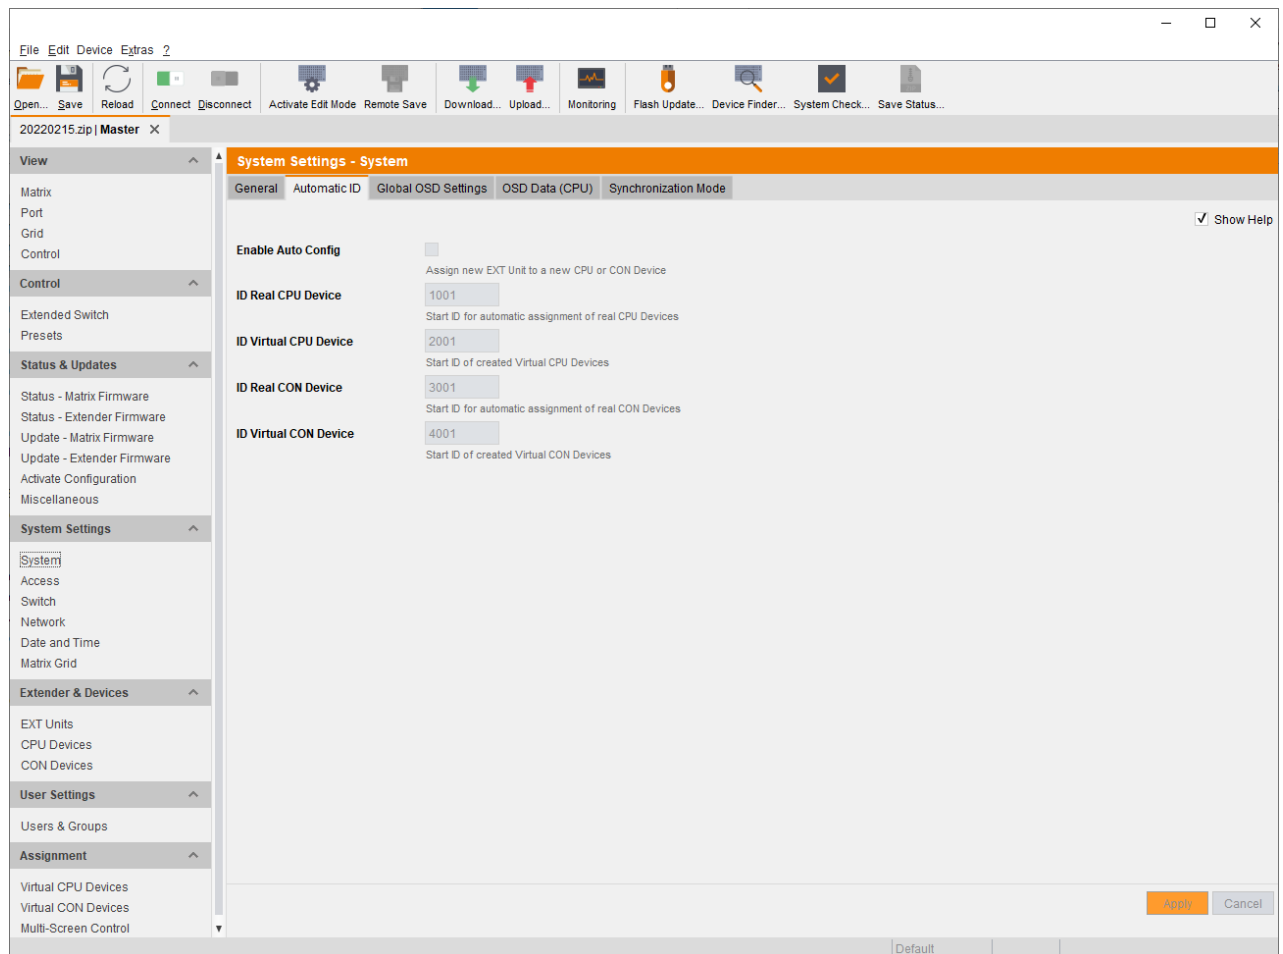 File Edit Device Extras ?
Open... Save Reload Connect Disconnect Activate Edit Mode Remote Save Download... Upload... Monitoring Flash Update... Device Finder... System Check... Save Status...
20220215.zip | Master
View
Matrix
Port
Grid
Control
Control
Extended Switch
Presets
Status & Updates
Status - Matrix Firmware
Status - Extender Firmware
Update - Matrix Firmware
Update - Extender Firmware
Activate Configuration
Miscellaneous
System Settings
System
Access
Switch
Network
Date and Time
Matrix Grid
Extender & Devices
EXT Units
CPU Devices
CON Devices
User Settings
Users & Groups
Assignment
Virtual CPU Devices
Virtual CON Devices
Multi-Screen Control
System Settings - System
General Automatic ID Global OSD Settings OSD Data (CPU) Synchronization Mode
Show Help
Enable Auto Config
Assign new EXT Unit to a new CPU or CON Device
ID Real CPU Device 1001
Start ID for automatic assignment of real CPU Devices
ID Virtual CPU Device 2001
Start ID of created Virtual CPU Devices
ID Real CON Device 3001
Start ID for automatic assignment of real CON Devices
ID Virtual CON Device 4001
Start ID of created Virtual CON Devices
Apply Cancel
Default